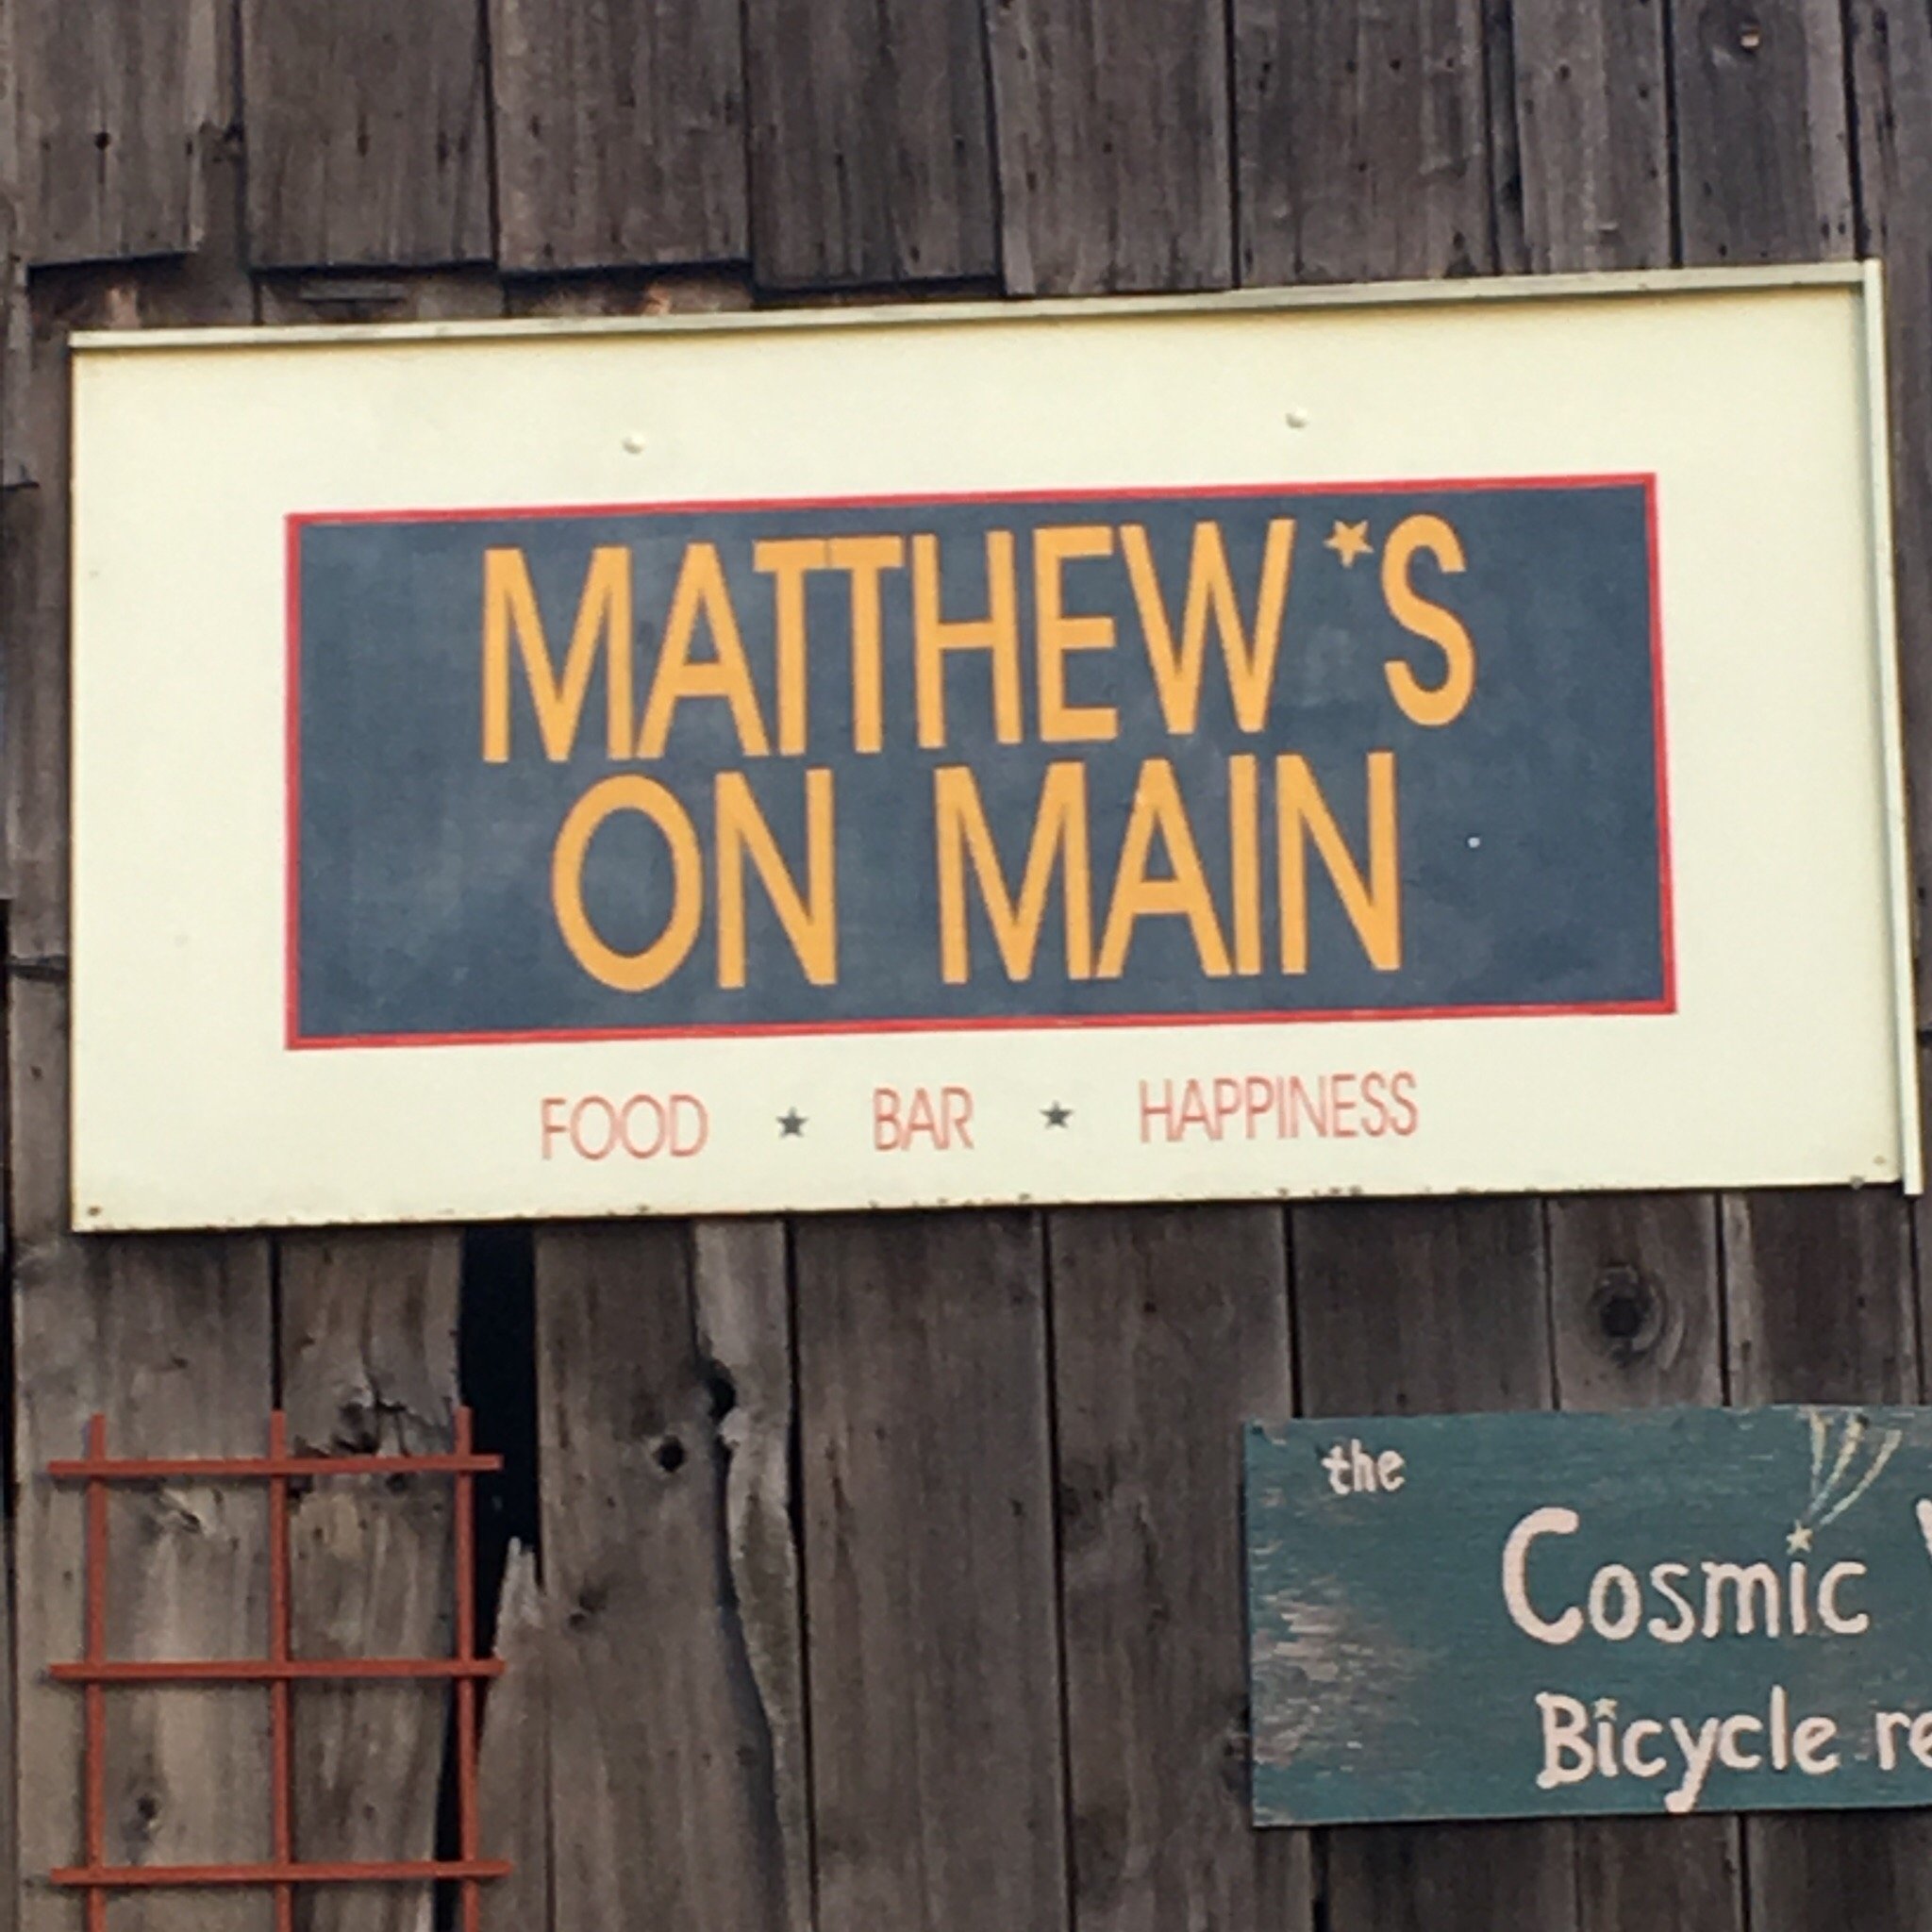 MATTHEW'S
ON MAIN
FOOD ★ BAR ★ HAPPINESS
the
Cosmic
Bicycle